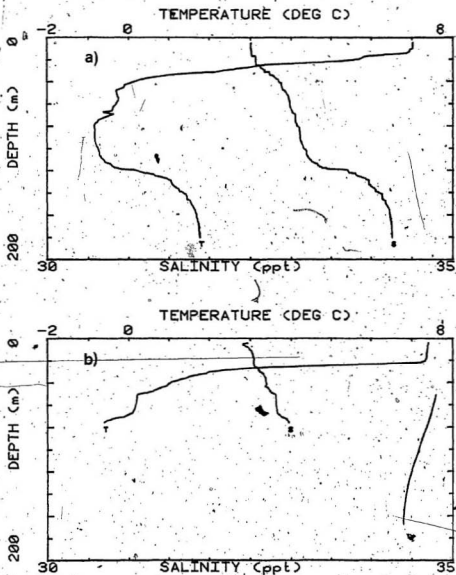 TEMPERATURE (DEG C)
-2 0 8
0
a)
DEPTH (m)
200
T S
30 SALINITY (ppt) 35
TEMPERATURE (DEG C)
-2 0 8
0
b)
DEPTH (m)
T S
200
30 SALINITY (ppt) 35